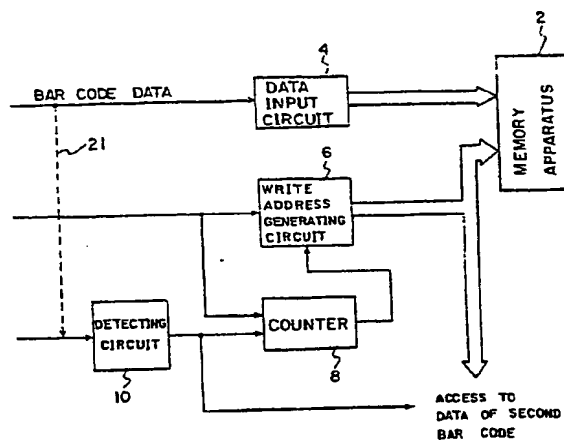 2
4
BAR CODE DATA
DATA
INPUT
CIRCUIT
MEMORY
APPARATUS
21
6
WRITE
ADDRESS
GENERATING
CIRCUIT
DETECTING
CIRCUIT
COUNTER
10
8
ACCESS TO
DATA OF SECOND
BAR CODE